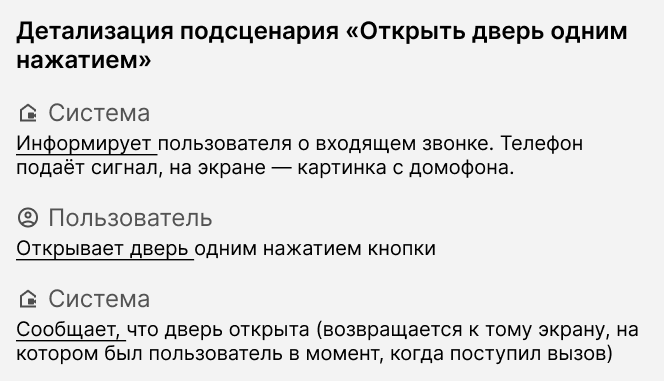 Детализация подсценария «Открыть дверь одним
нажатием»
Система
Информирует пользователя о входящем звонке. Телефон
подаёт сигнал, на экране — картинка с домофона.
Пользователь
Открывает дверь одним нажатием кнопки
Система
Сообщает, что дверь открыта (возвращается к тому экрану, на
котором был пользователь в момент, когда поступил вызов)